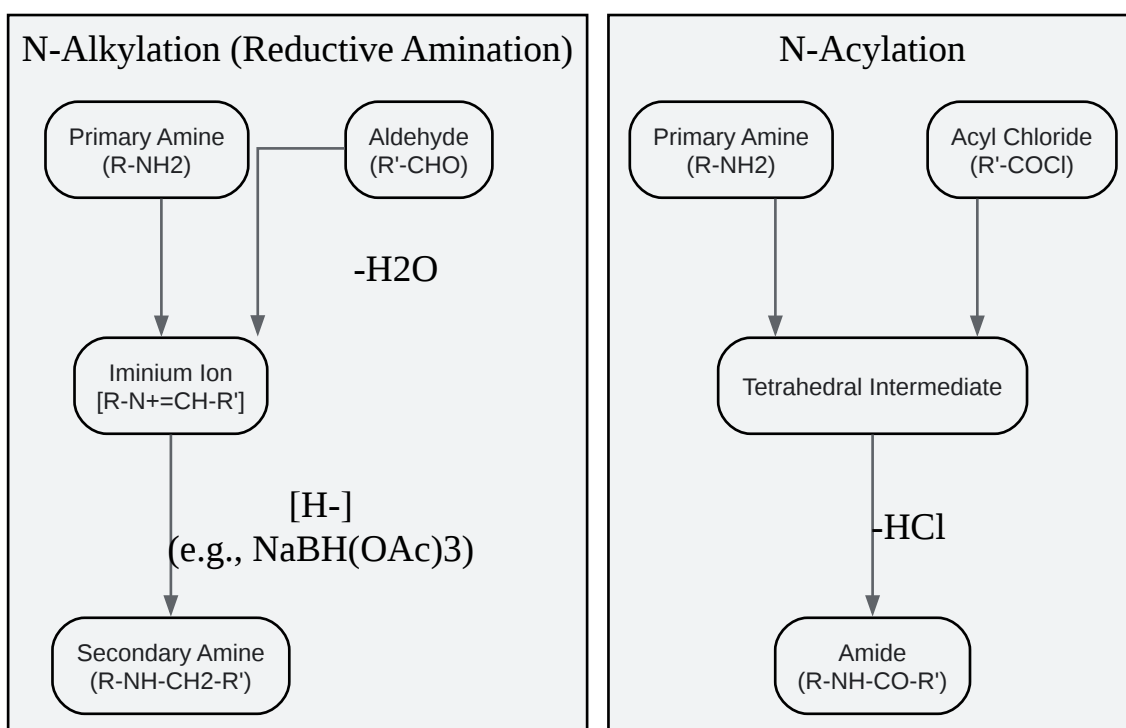 N-Alkylation (Reductive Amination)
Primary Amine
(R-NH2)
Aldehyde
(R'-CHO)
-H2O
Iminium Ion
[R-N+=CH-R']
[H-]
(e.g., NaBH(OAc)3)
Secondary Amine
(R-NH-CH2-R')
N-Acylation
Primary Amine
(R-NH2)
Acyl Chloride
(R'-COCl)
Tetrahedral Intermediate
-HCl
Amide
(R-NH-CO-R')